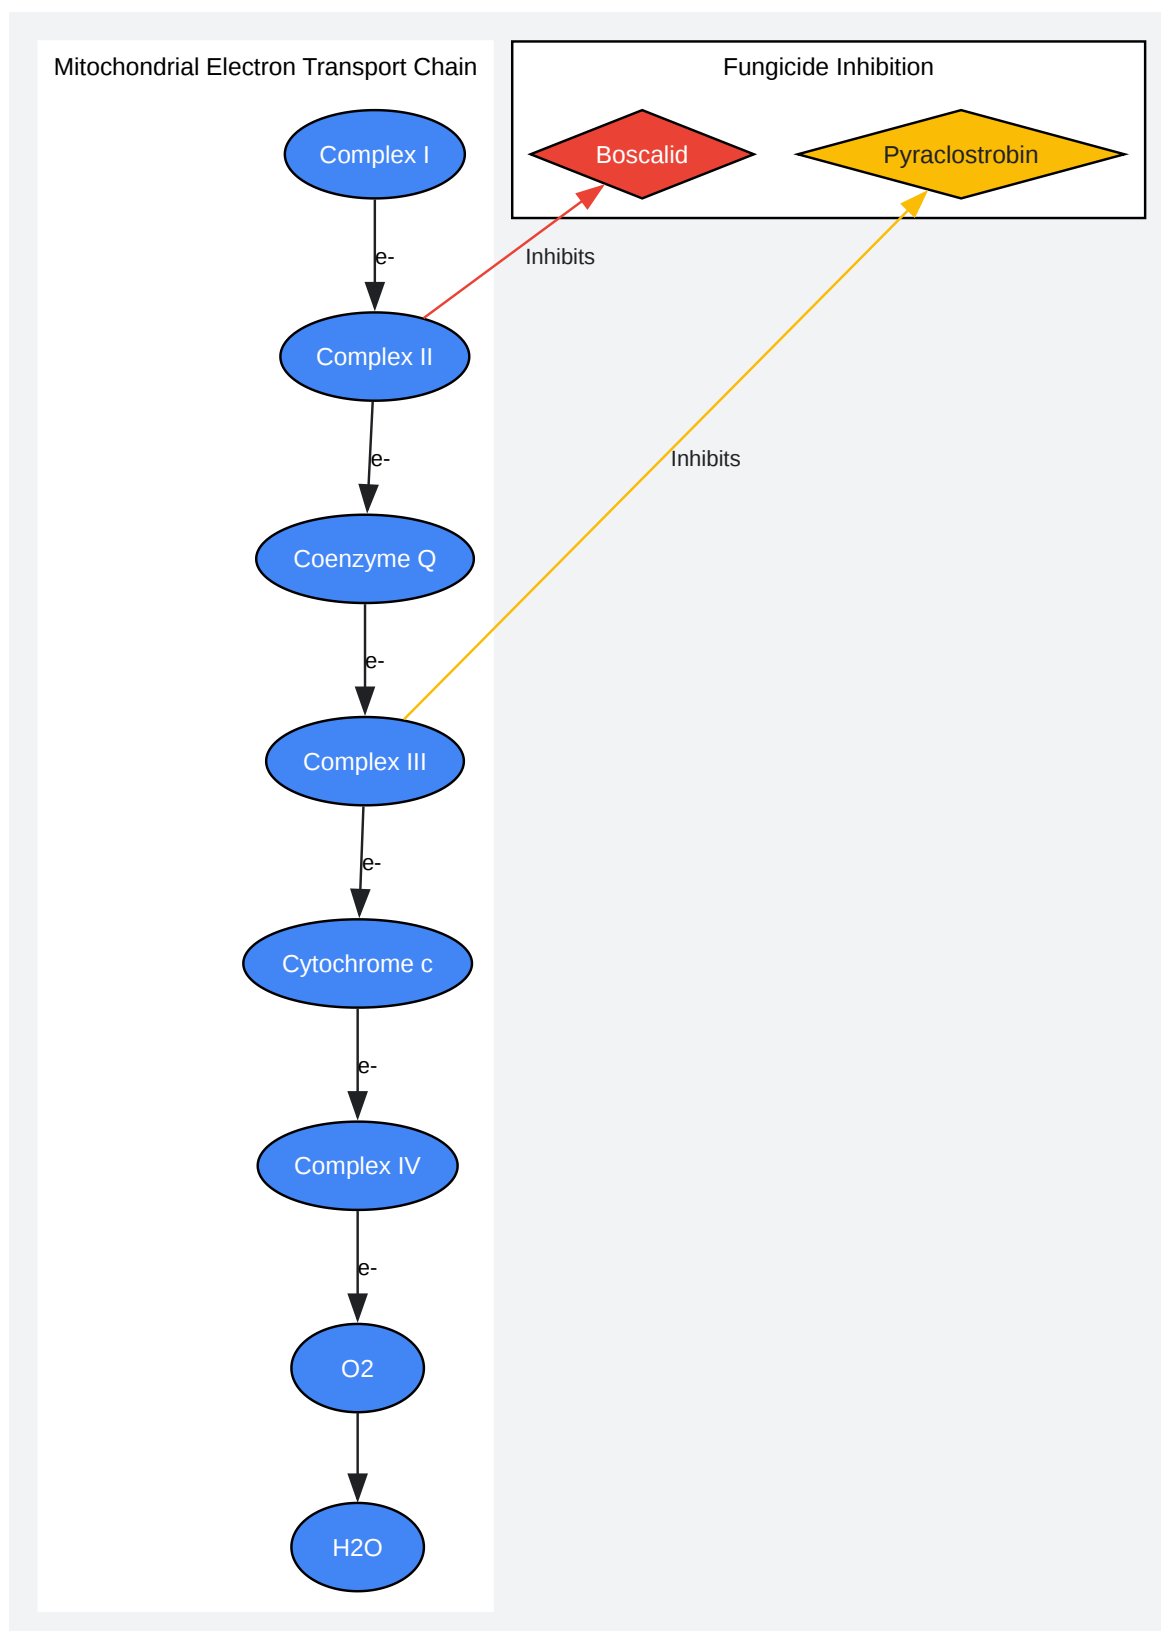 Mitochondrial Electron Transport Chain
Fungicide Inhibition
Complex I
Boscalid
Pyraclostrobin
e-
Inhibits
Complex II
e-
Inhibits
Coenzyme Q
e-
Complex III
e-
Cytochrome c
e-
Complex IV
e-
O2
H2O